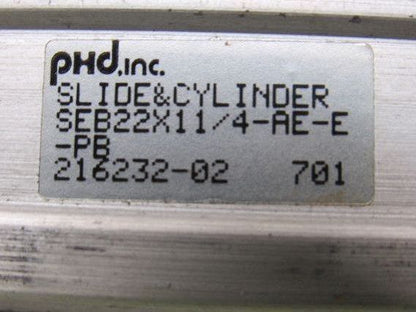 PHD, inc.
SLIDE&CYLINDER
SEB22X11/4-AE-E
-PB
216232-02 701